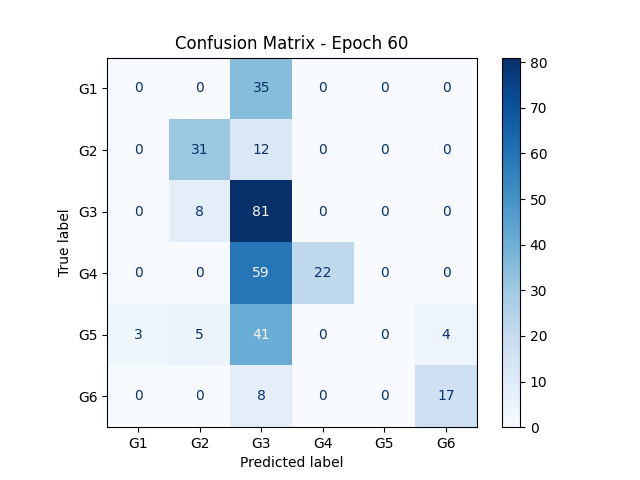 Confusion Matrix - Epoch 60
G1 0 0 35 0 0 0
G2 0 31 12 0 0 0
G3 0 8 81 0 0 0
G4 0 0 59 22 0 0
G5 3 5 41 0 0 4
G6 0 0 8 0 0 17
G1 G2 G3 G4 G5 G6
Predicted label
True label
80
70
60
50
40
30
20
10
0